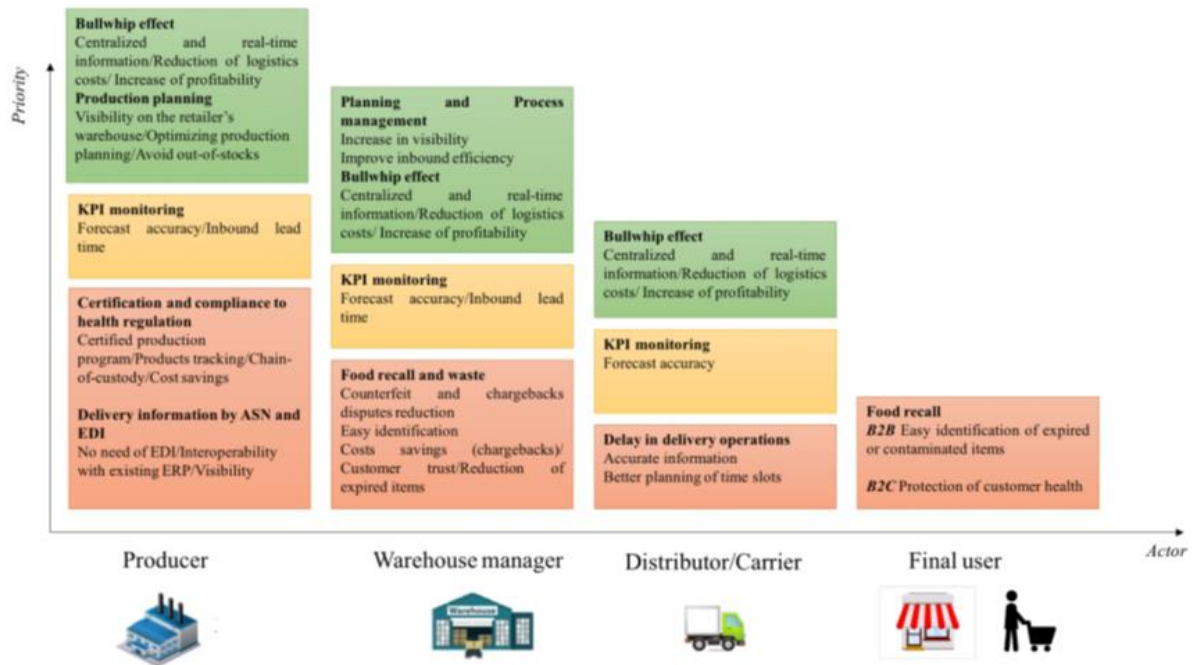 Priority
Bullwhip effect
Centralized and real-time
information/Reduction of logistics
costs/ Increase of profitability
Production planning
Visibility on the retailer's
warehouse/Optimizing production
planning/Avoid out-of-stocks
KPI monitoring
Forecast accuracy/Inbound lead
time
Certification and compliance to
health regulation
Certified production
program/Products tracking/Chain-
of-custody/Cost savings
Delivery information by ASN and
EDI
No need of EDI/Interoperability
with existing ERP/Visibility
Planning and Process
management
Increase in visibility
Improve inbound efficiency
Bullwhip effect
Centralized and real-time
information/Reduction of logistics
costs/ Increase of profitability
KPI monitoring
Forecast accuracy/Inbound lead
time
Food recall and waste
Counterfeit and chargebacks
disputes reduction
Easy identification
Costs savings (chargebacks)/
Customer trust/Reduction of
expired items
Bullwhip effect
Centralized and real-time
information/Reduction of logistics
costs/ Increase of profitability
KPI monitoring
Forecast accuracy
Delay in delivery operations
Accurate information
Better planning of time slots
Food recall
B2B Easy identification of expired
or contaminated items
B2C Protection of customer health
Actor
Producer
Warehouse manager
Distributor/Carrier
Final user
Warehouse